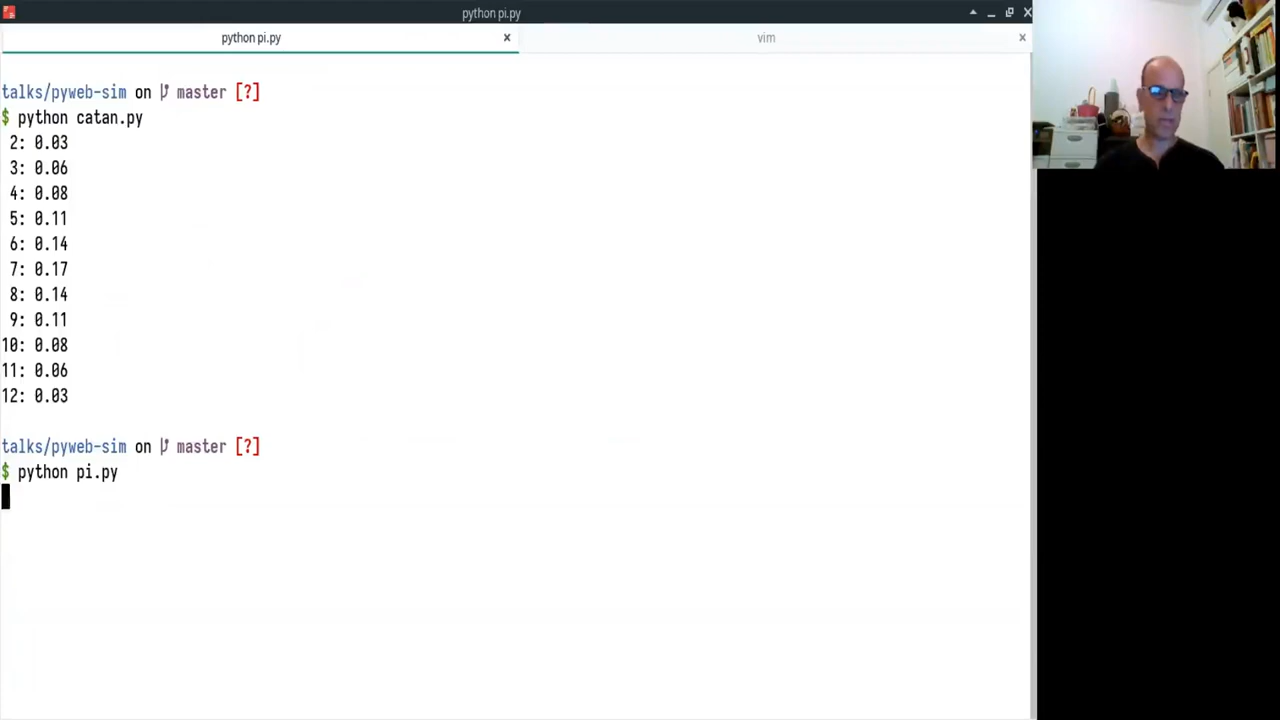 python pi.py
python pi.py
vim
talks/pyweb-sim on master [?]
$ python catan.py
2: 0.03
3: 0.06
4: 0.08
5: 0.11
6: 0.14
7: 0.17
8: 0.14
9: 0.11
10: 0.08
11: 0.06
12: 0.03
talks/pyweb-sim on master [?]
$ python pi.py